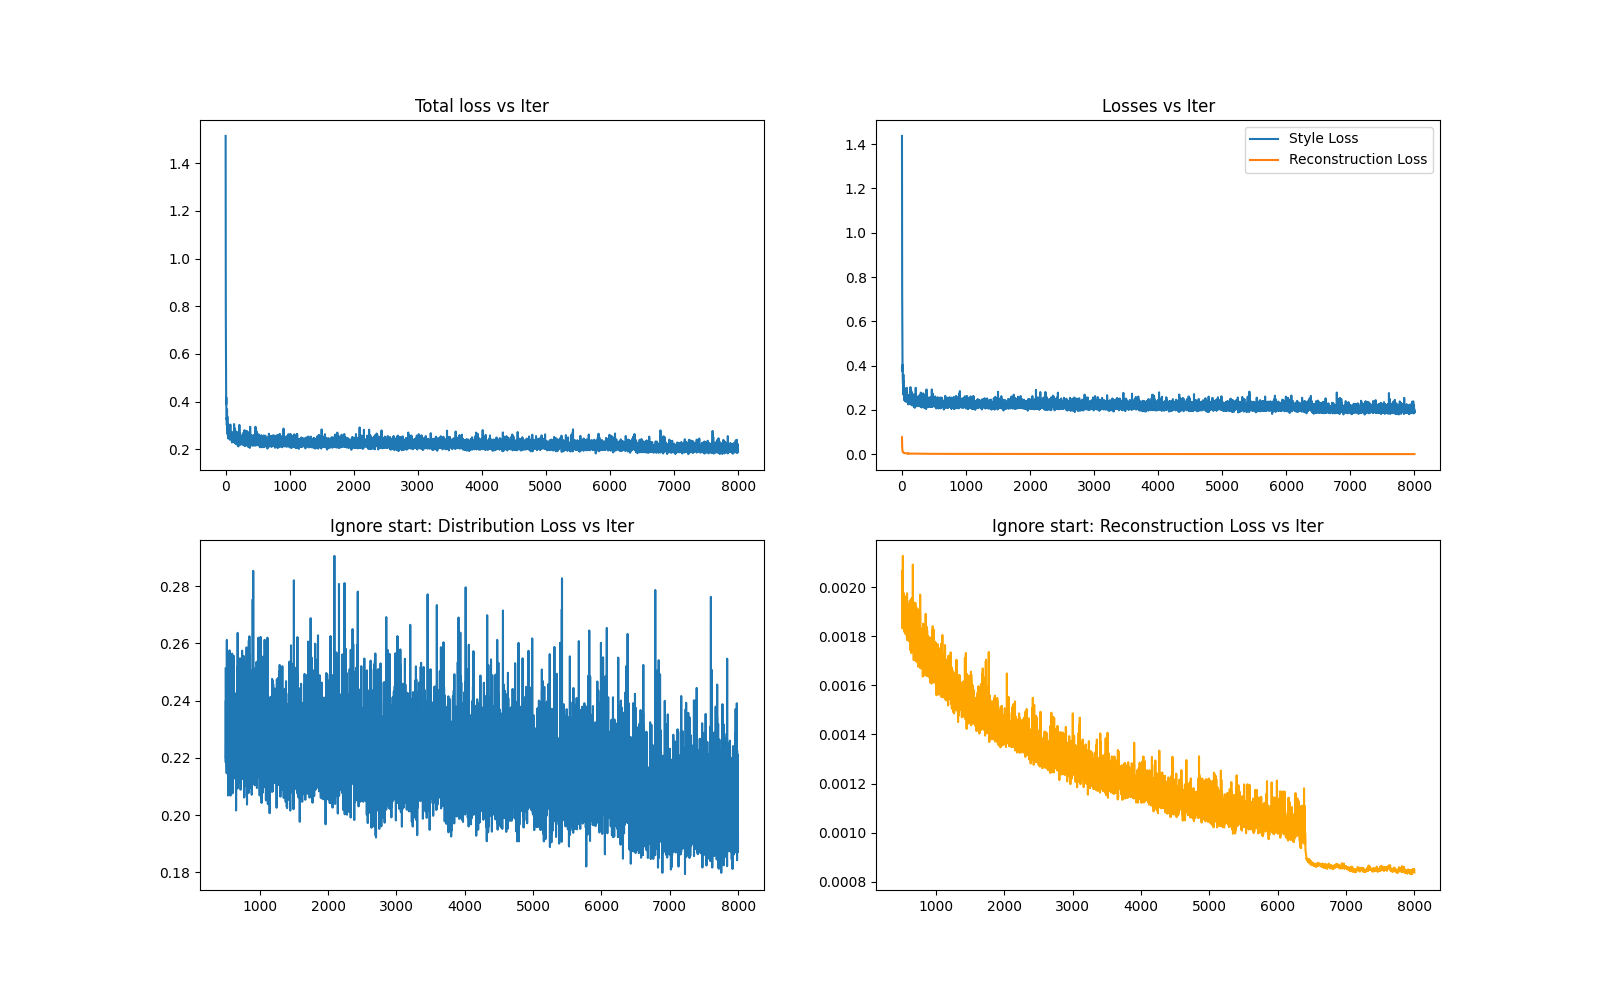 Total loss vs Iter
1.4
1.2
1.0
0.8
0.6
0.4
0.2
0 1000 2000 3000 4000 5000 6000 7000 8000
Losses vs Iter
Style Loss
Reconstruction Loss
1.4
1.2
1.0
0.8
0.6
0.4
0.2
0.0
0 1000 2000 3000 4000 5000 6000 7000 8000
Ignore start: Distribution Loss vs Iter
0.28
0.26
0.24
0.22
0.20
0.18
1000 2000 3000 4000 5000 6000 7000 8000
Ignore start: Reconstruction Loss vs Iter
0.0020
0.0018
0.0016
0.0014
0.0012
0.0010
0.0008
1000 2000 3000 4000 5000 6000 7000 8000